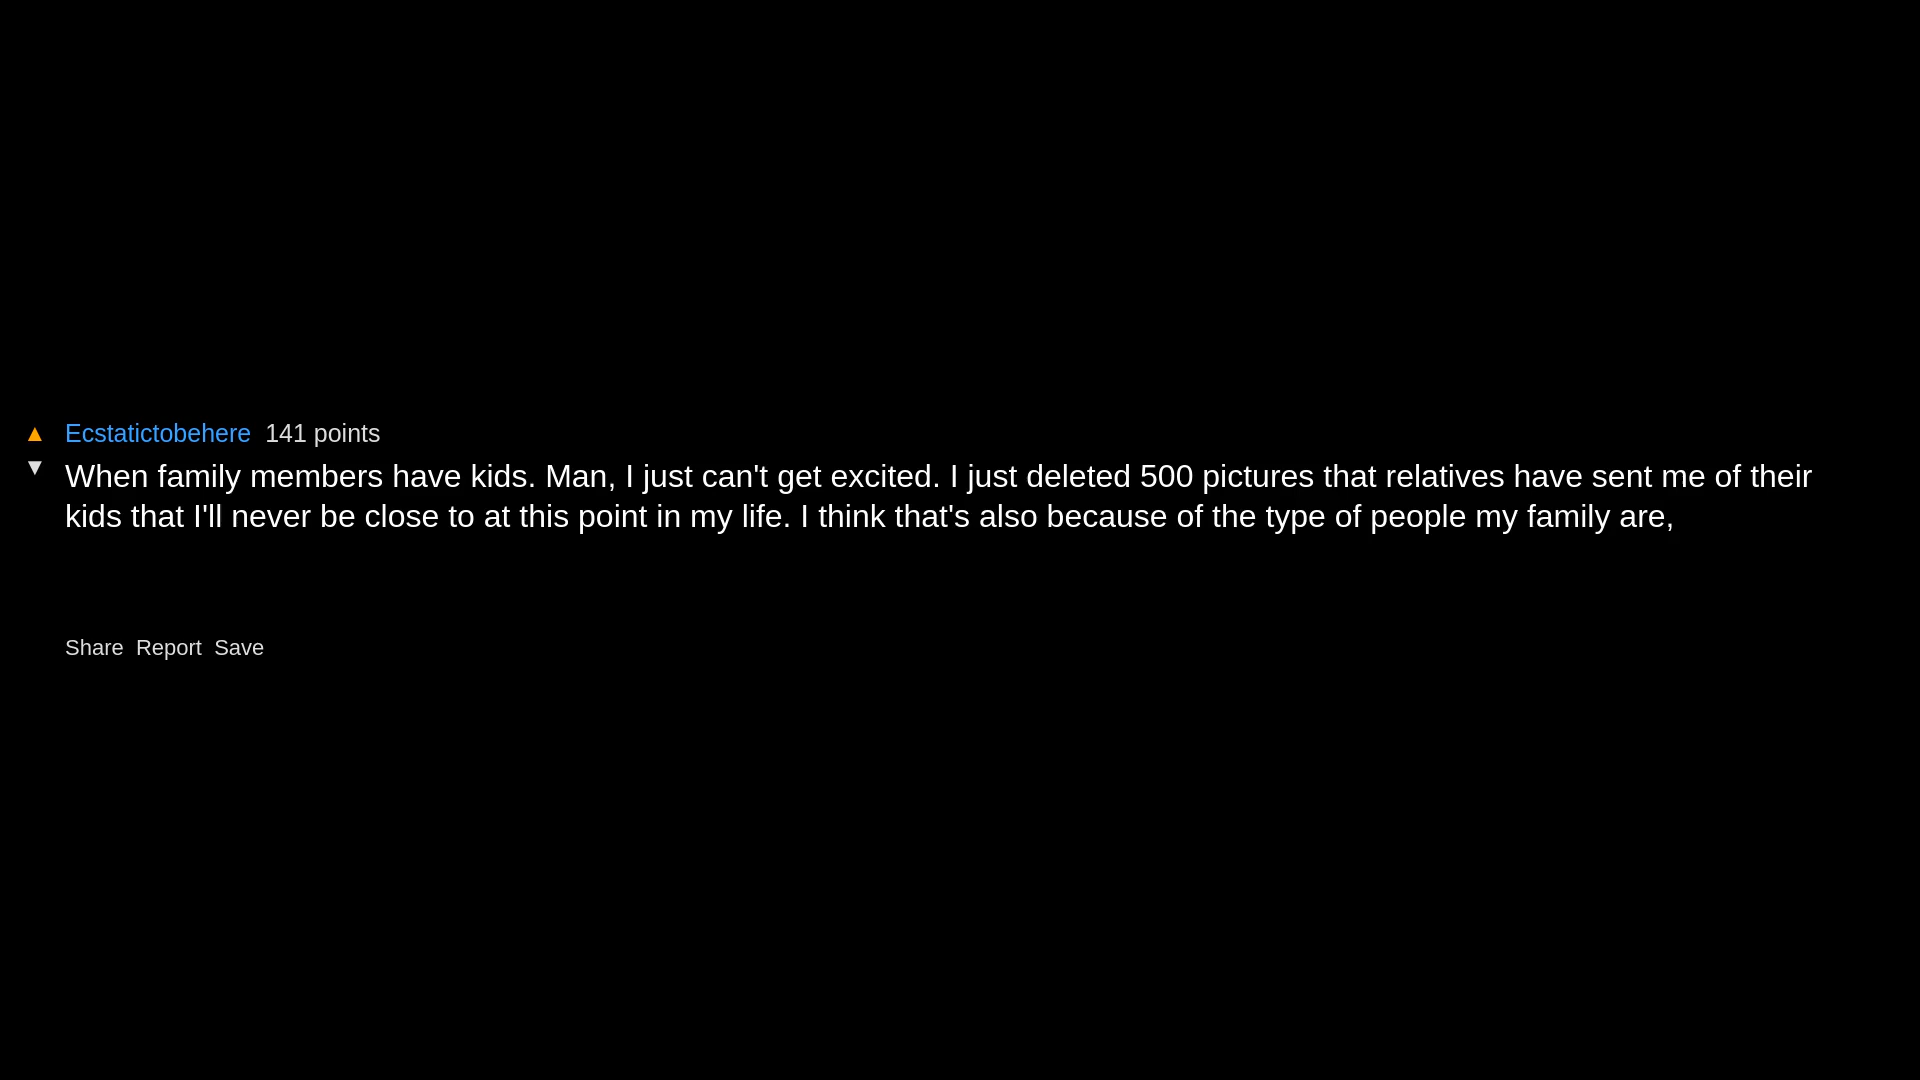 ▲ Ecstatictobehere 141 points
▼ When family members have kids. Man, I just can't get excited. I just deleted 500 pictures that relatives have sent me of their
kids that I'll never be close to at this point in my life. I think that's also because of the type of people my family are,
Share Report Save